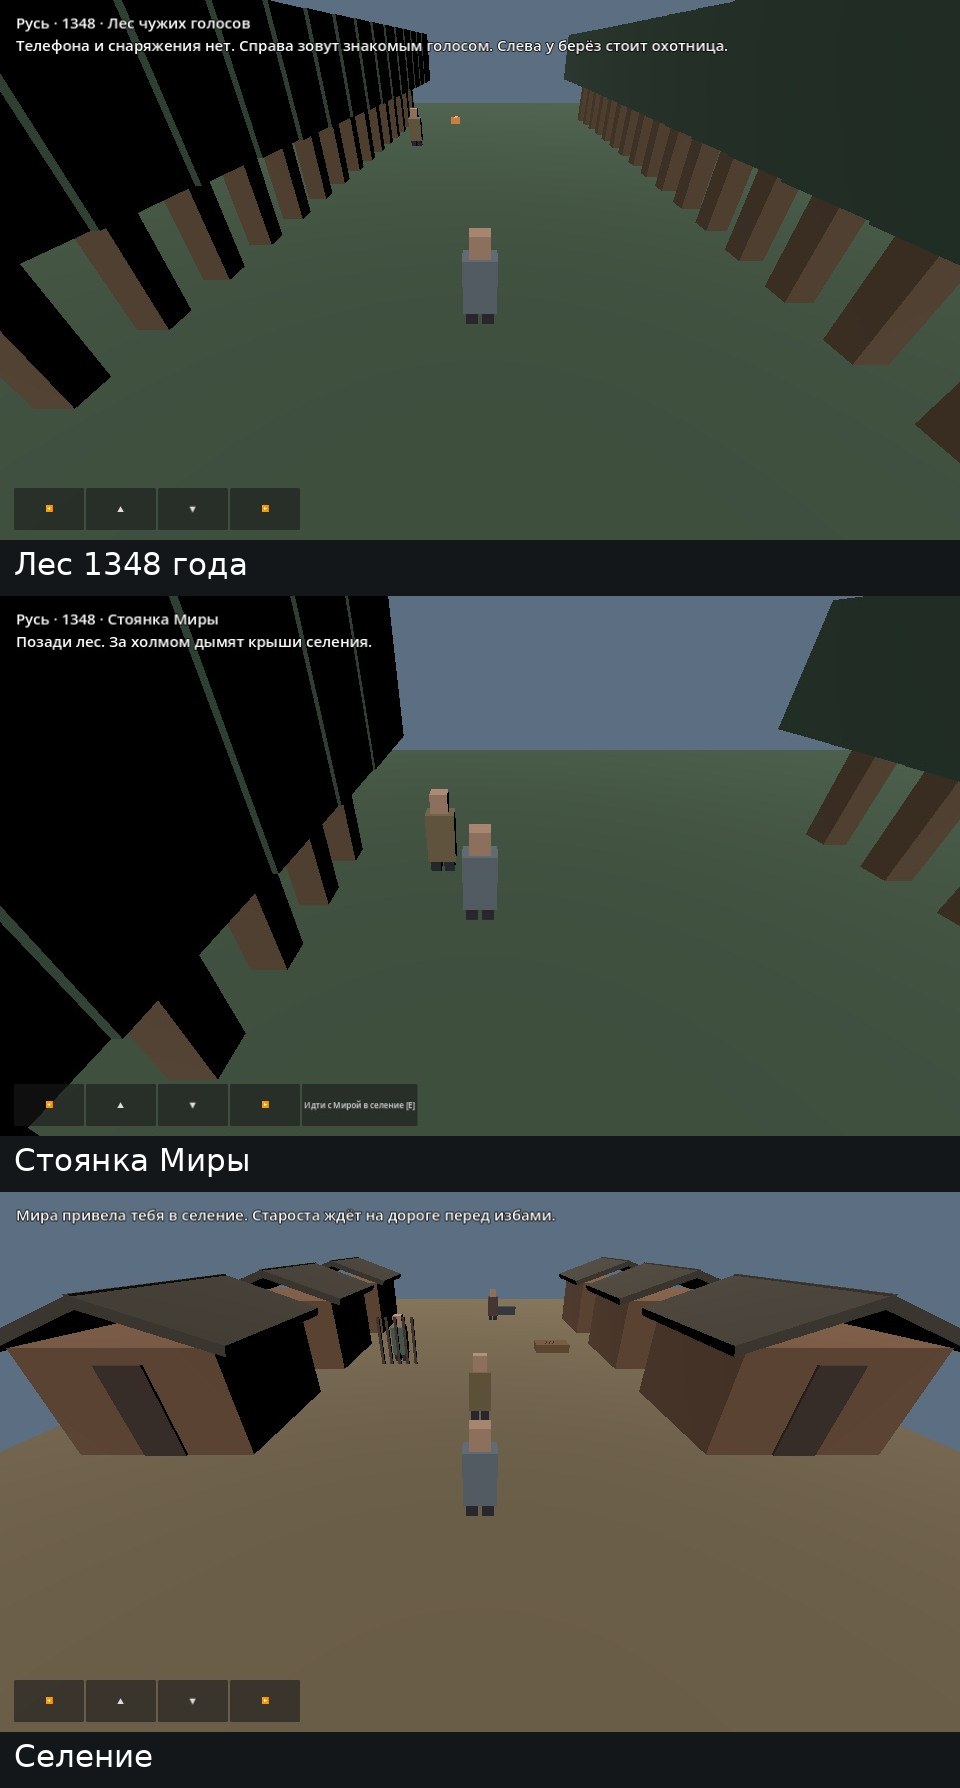 Русь · 1348 · Лес чужих голосов
Телефона и снаряжения нет. Справа зовут знакомым голосом. Слева у берёз стоит охотница.
▲ ▼
Лес 1348 года
Русь · 1348 · Стоянка Миры
Позади лес. За холмом дымят крыши селения.
▲ ▼ Идти с Мирой в селение [E]
Стоянка Миры
Мира привела тебя в селение. Староста ждёт на дороге перед избами.
▲ ▼
Селение